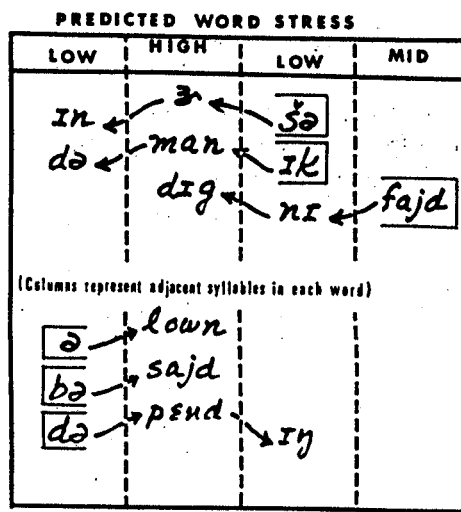 PREDICTED WORD STRESS
LOW HIGH LOW MID
ɪn ɝ šə
də man ɪk
dɪg nɪ fajd
(Columns represent adjacent syllables in each word)
ə lown
bə sajd
də pɛnd ɪŋ